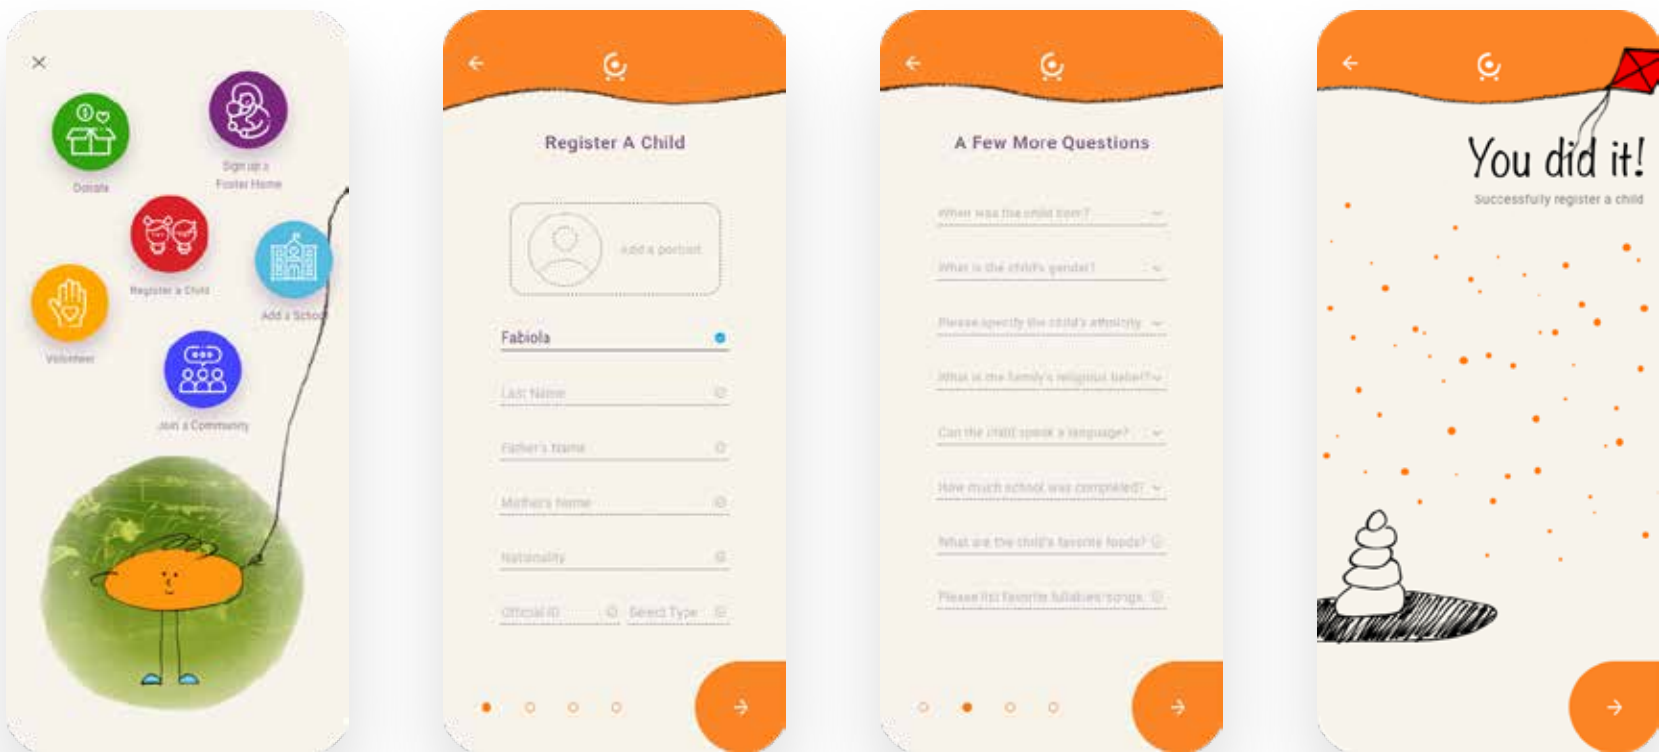 Donate
Sign up a
Foster Home
Register a Child
Add a School
Volunteer
Join a Community
Register A Child
Add a portrait
Fabiola
Last Name
Father's Name
Mother's Name
Nationality
Official ID
Select Type
A Few More Questions
When was the child born?
What is the child's gender?
Please specify the child's ethnicity
What is the family's religious belief?
Can the child speak a language?
How much school was completed?
What are the child's favorite foods?
Please list favorite lullabies/songs
You did it!
Successfully register a child